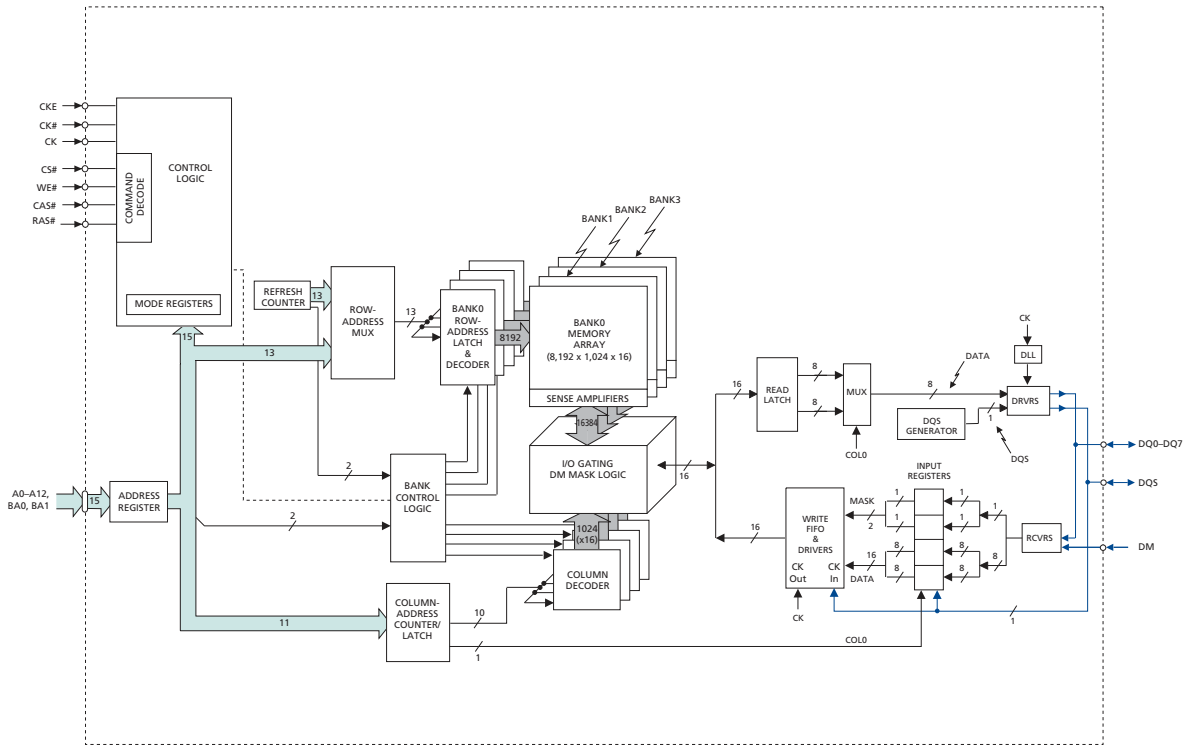 CKE
CK#
CK
CS#
WE#
CAS#
RAS#
COMMAND
DECODE
CONTROL
LOGIC
MODE REGISTERS
15
REFRESH
COUNTER
13
13
ROW-
ADDRESS
MUX
13
BANK0
ROW-
ADDRESS
LATCH
&
DECODER
8192
BANK1
BANK2
BANK3
BANK0
MEMORY
ARRAY
(8,192 x 1,024 x 16)
SENSE AMPLIFIERS
16384
I/O GATING
DM MASK LOGIC
16
2
2
BANK
CONTROL
LOGIC
1024
(x16)
COLUMN
DECODER
A0–A12,
BA0, BA1
15
ADDRESS
REGISTER
11
COLUMN-
ADDRESS
COUNTER/
LATCH
10
1
COL0
16
READ
LATCH
8
8
MUX
COL0
8
DATA
CK
DLL
DRVRS
DQS
GENERATOR
1
DQS
DQ0–DQ7
DQS
DM
INPUT
REGISTERS
16
WRITE
FIFO
&
DRIVERS
CK
Out
CK
In
CK
MASK
2
16
DATA
1
1
8
8
1
1
8
8
1
8
RCVRS
1